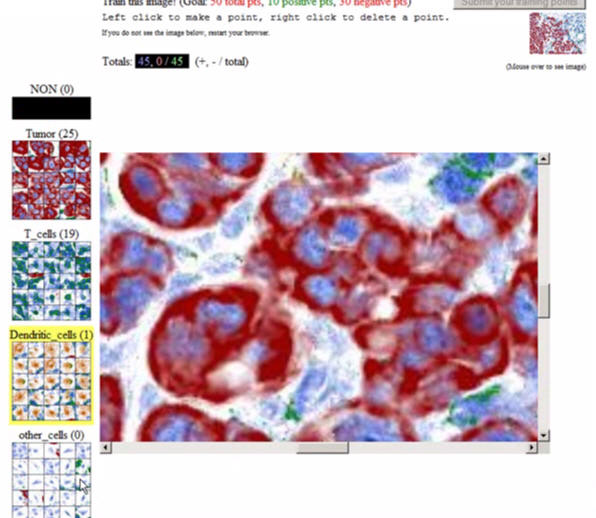 Train this image! (Goal: 50 total pts, 10 positive pts, 30 negative pts)
Submit your training points
Left click to make a point, right click to delete a point.
If you do not see the image below, restart your browser.
(Mouse over to see image)
Totals: 45, 0 / 45 (+, - / total)
NON (0)
Tumor (25)
T_cells (19)
Dendritic_cells (1)
other_cells (0)